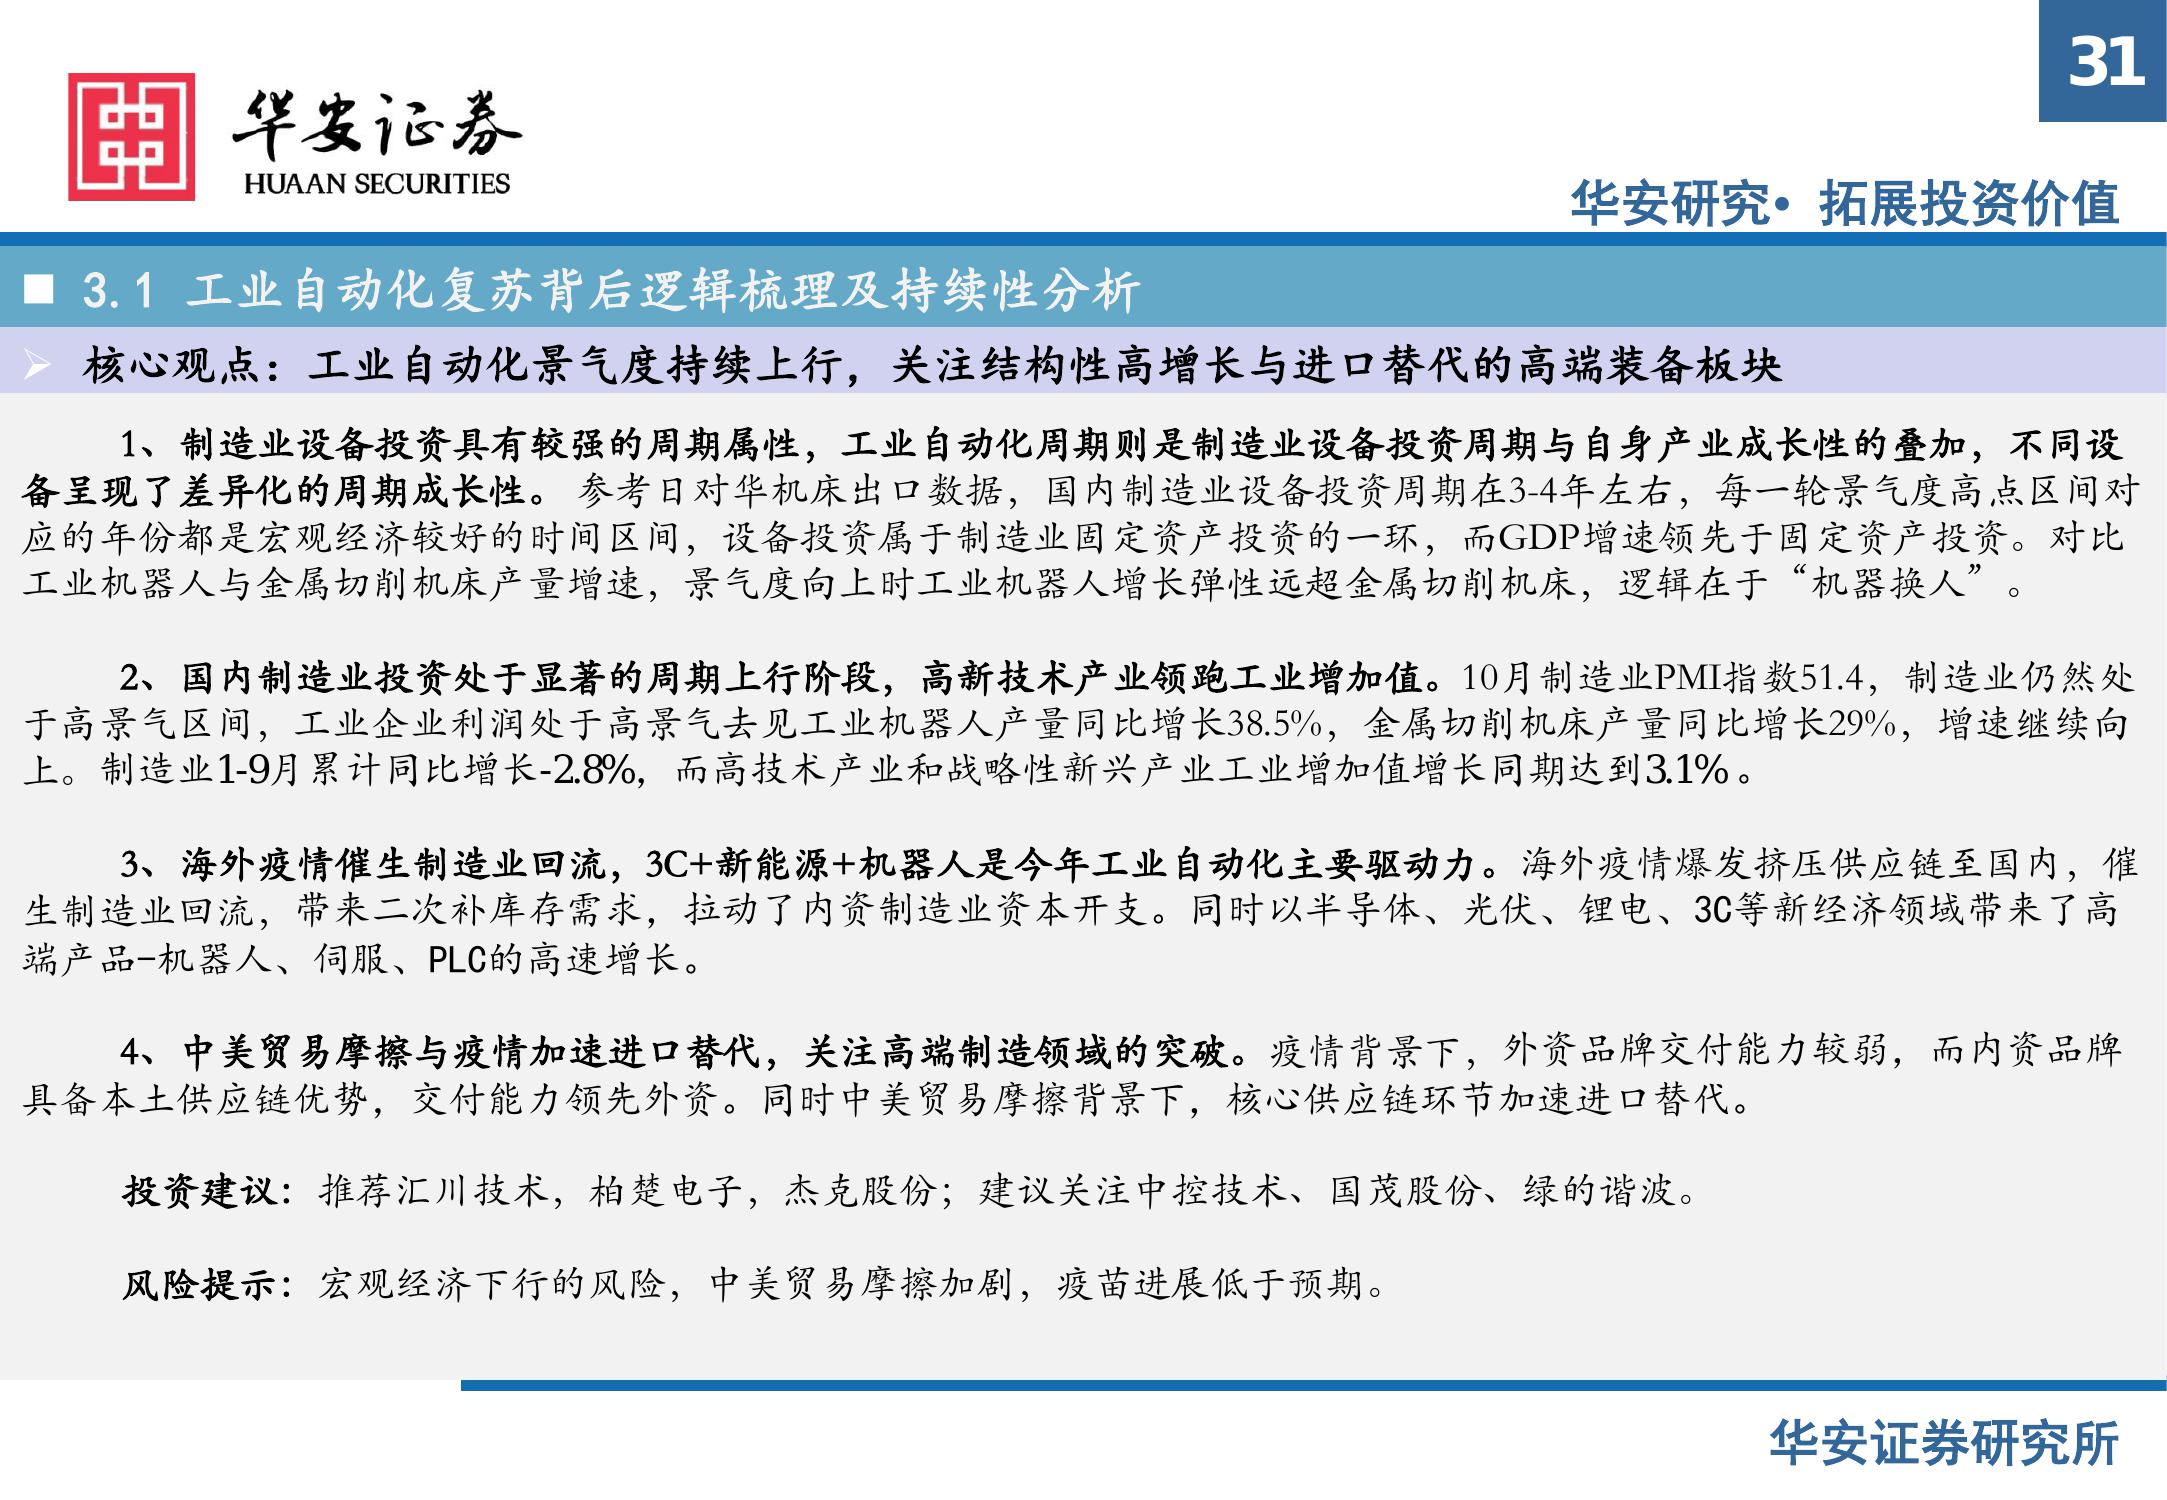 31
华安证券
HUAAN SECURITIES
华安研究• 拓展投资价值
■ 3.1 工业自动化复苏背后逻辑梳理及持续性分析
➢ 核心观点：工业自动化景气度持续上行，关注结构性高增长与进口替代的高端装备板块
1、制造业设备投资具有较强的周期属性，工业自动化周期则是制造业设备投资周期与自身产业成长性的叠加，不同设
备呈现了差异化的周期成长性。参考日对华机床出口数据，国内制造业设备投资周期在3-4年左右，每一轮景气度高点区间对
应的年份都是宏观经济较好的时间区间，设备投资属于制造业固定资产投资的一环，而GDP增速领先于固定资产投资。对比
工业机器人与金属切削机床产量增速，景气度向上时工业机器人增长弹性远超金属切削机床，逻辑在于“机器换人”。
2、国内制造业投资处于显著的周期上行阶段，高新技术产业领跑工业增加值。10月制造业PMI指数51.4，制造业仍然处
于高景气区间，工业企业利润处于高景气去见工业机器人产量同比增长38.5%，金属切削机床产量同比增长29%，增速继续向
上。制造业1-9月累计同比增长-2.8%，而高技术产业和战略性新兴产业工业增加值增长同期达到3.1%。
3、海外疫情催生制造业回流，3C+新能源+机器人是今年工业自动化主要驱动力。海外疫情爆发挤压供应链至国内，催
生制造业回流，带来二次补库存需求，拉动了内资制造业资本开支。同时以半导体、光伏、锂电、3C等新经济领域带来了高
端产品-机器人、伺服、PLC的高速增长。
4、中美贸易摩擦与疫情加速进口替代，关注高端制造领域的突破。疫情背景下，外资品牌交付能力较弱，而内资品牌
具备本土供应链优势，交付能力领先外资。同时中美贸易摩擦背景下，核心供应链环节加速进口替代。
投资建议：推荐汇川技术，柏楚电子，杰克股份；建议关注中控技术、国茂股份、绿的谐波。
风险提示：宏观经济下行的风险，中美贸易摩擦加剧，疫苗进展低于预期。
华安证券研究所